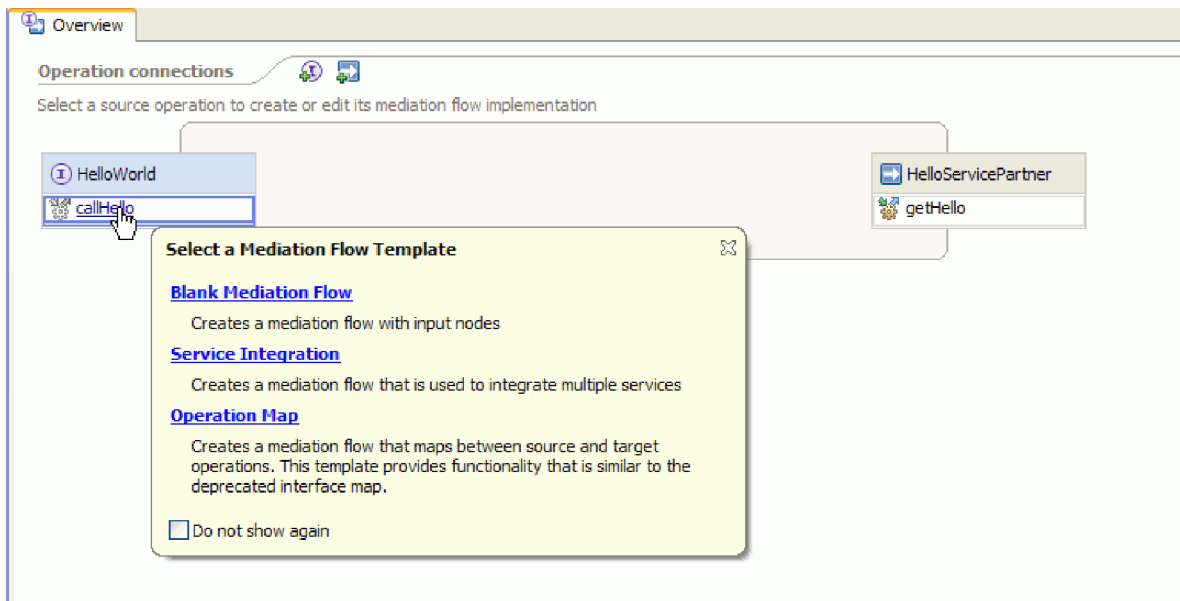 Overview
Operation connections
Select a source operation to create or edit its mediation flow implementation
HelloWorld
callHello
HelloServicePartner
getHello
Select a Mediation Flow Template
Blank Mediation Flow
Creates a mediation flow with input nodes
Service Integration
Creates a mediation flow that is used to integrate multiple services
Operation Map
Creates a mediation flow that maps between source and target
operations. This template provides functionality that is similar to the
deprecated interface map.
Do not show again